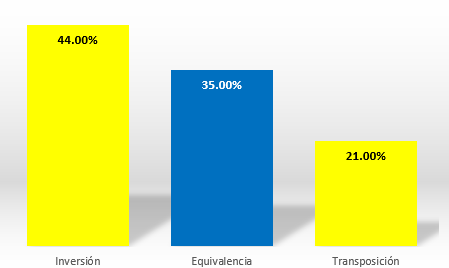 44.00%
35.00%
21.00%
Inversión
Equivalencia
Transposición